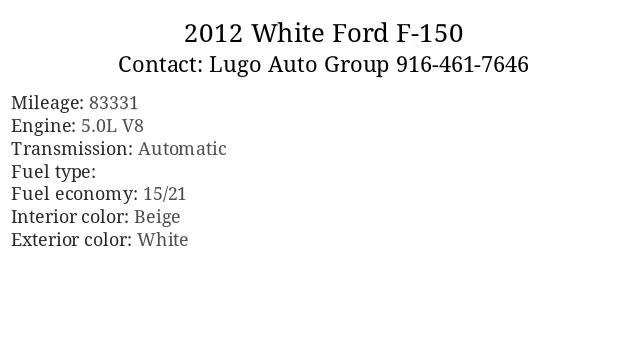 2012 White Ford F-150
Contact: Lugo Auto Group 916-461-7646
Mileage: 83331
Engine: 5.0L V8
Transmission: Automatic
Fuel type:
Fuel economy: 15/21
Interior color: Beige
Exterior color: White